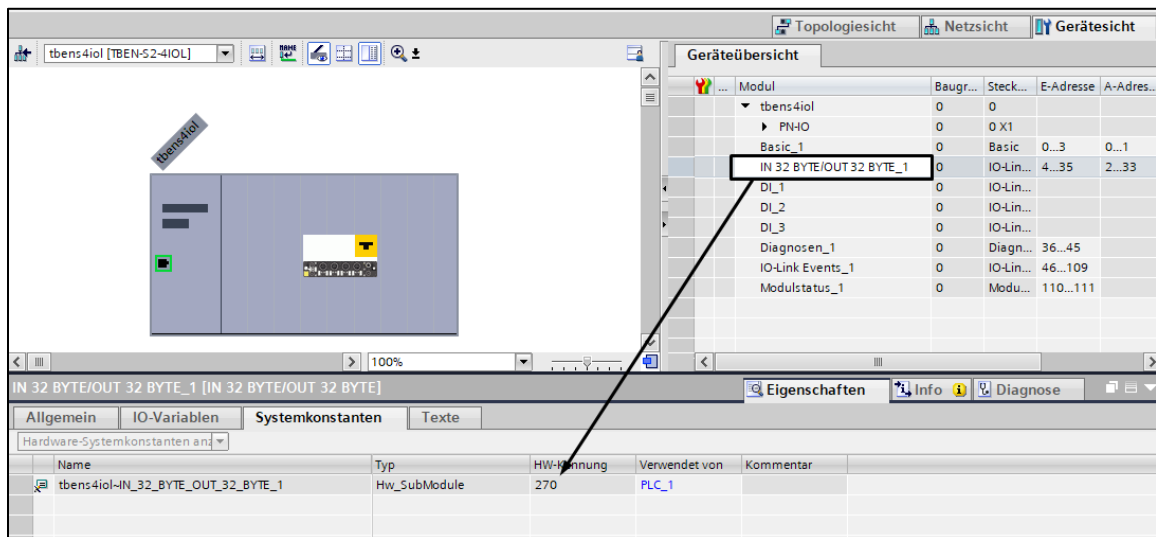 Topologiesicht Netzsicht Gerätesicht
tbens4iol [TBEN-S2-4IOL] NAME Geräteübersicht
... Modul Baugr... Steck... E-Adresse A-Adres...
tbens4iol 0 0
PN-IO 0 0 X1
Basic_1 0 Basic 0...3 0...1
IN 32 BYTE/OUT 32 BYTE_1 0 IO-Lin... 4...35 2...33
DI_1 0 IO-Lin...
DI_2 0 IO-Lin...
DI_3 0 IO-Lin...
Diagnosen_1 0 Diagn... 36...45
IO-Link Events_1 0 IO-Lin... 46...109
Modulstatus_1 0 Modu... 110...111
tbens4iol
100%
IN 32 BYTE/OUT 32 BYTE_1 [IN 32 BYTE/OUT 32 BYTE] Eigenschaften Info Diagnose
Allgemein IO-Variablen Systemkonstanten Texte
Hardware-Systemkonstanten anz
Name Typ HW-Kennung Verwendet von Kommentar
tbens4iol~IN_32_BYTE_OUT_32_BYTE_1 Hw_SubModule 270 PLC_1